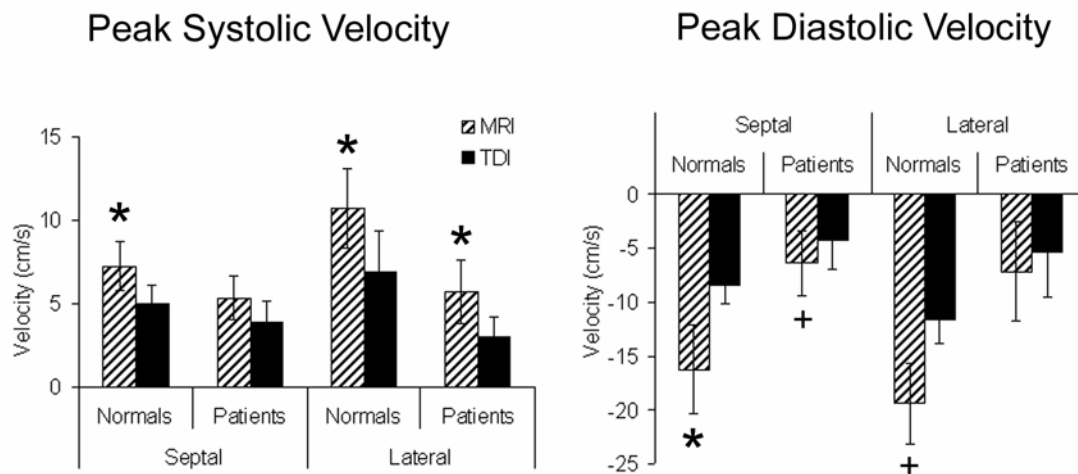 Peak Systolic Velocity
15
10
5
0
Velocity (cm/s)
MRI
TDI
*
*
*
Normals Patients Normals Patients
Septal Lateral
Peak Diastolic Velocity
Septal Lateral
Normals Patients Normals Patients
0
-5
-10
-15
-20
-25
Velocity (cm/s)
+
*
+